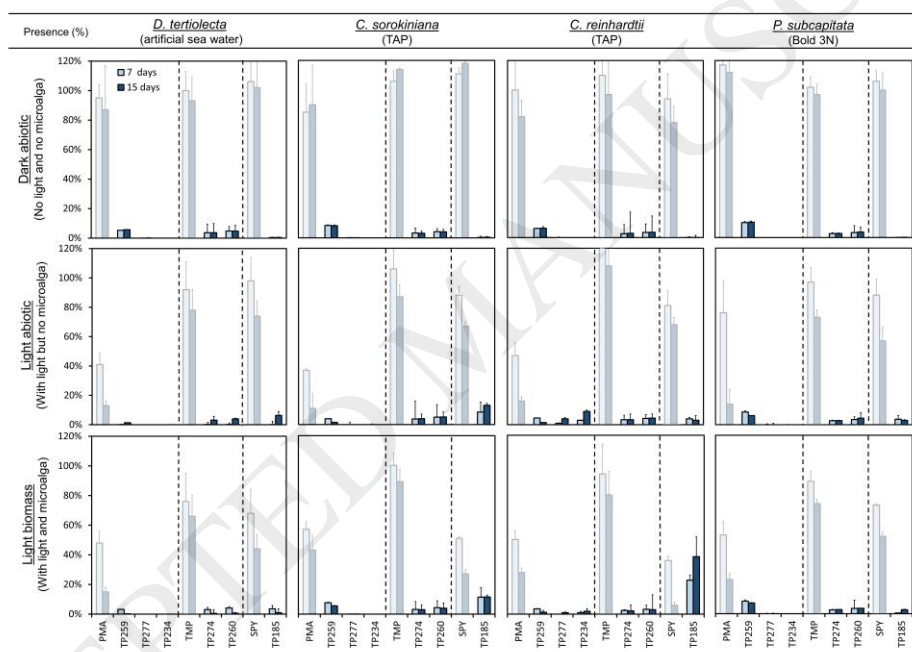 Presence (%)
D. tertiolecta
(artificial sea water)
C. sorokiniana
(TAP)
C. reinhardtii
(TAP)
P. subcapitata
(Bold 3N)
Dark abiotic
(No light and no microalga)
120%
100%
80%
60%
40%
20%
0%
7 days
15 days
Light abiotic
(With light but no microalga)
120%
100%
80%
60%
40%
20%
0%
Light biomass
(With light and microalga)
120%
100%
80%
60%
40%
20%
0%
PMA
TP259
TP277
TP234
TMP
TP274
TP260
SPY
TP185
PMA
TP259
TP277
TP234
TMP
TP274
TP260
SPY
TP185
PMA
TP259
TP277
TP234
TMP
TP274
TP260
SPY
TP185
PMA
TP259
TP277
TP234
TMP
TP274
TP260
SPY
TP185
EPTED MANUSC